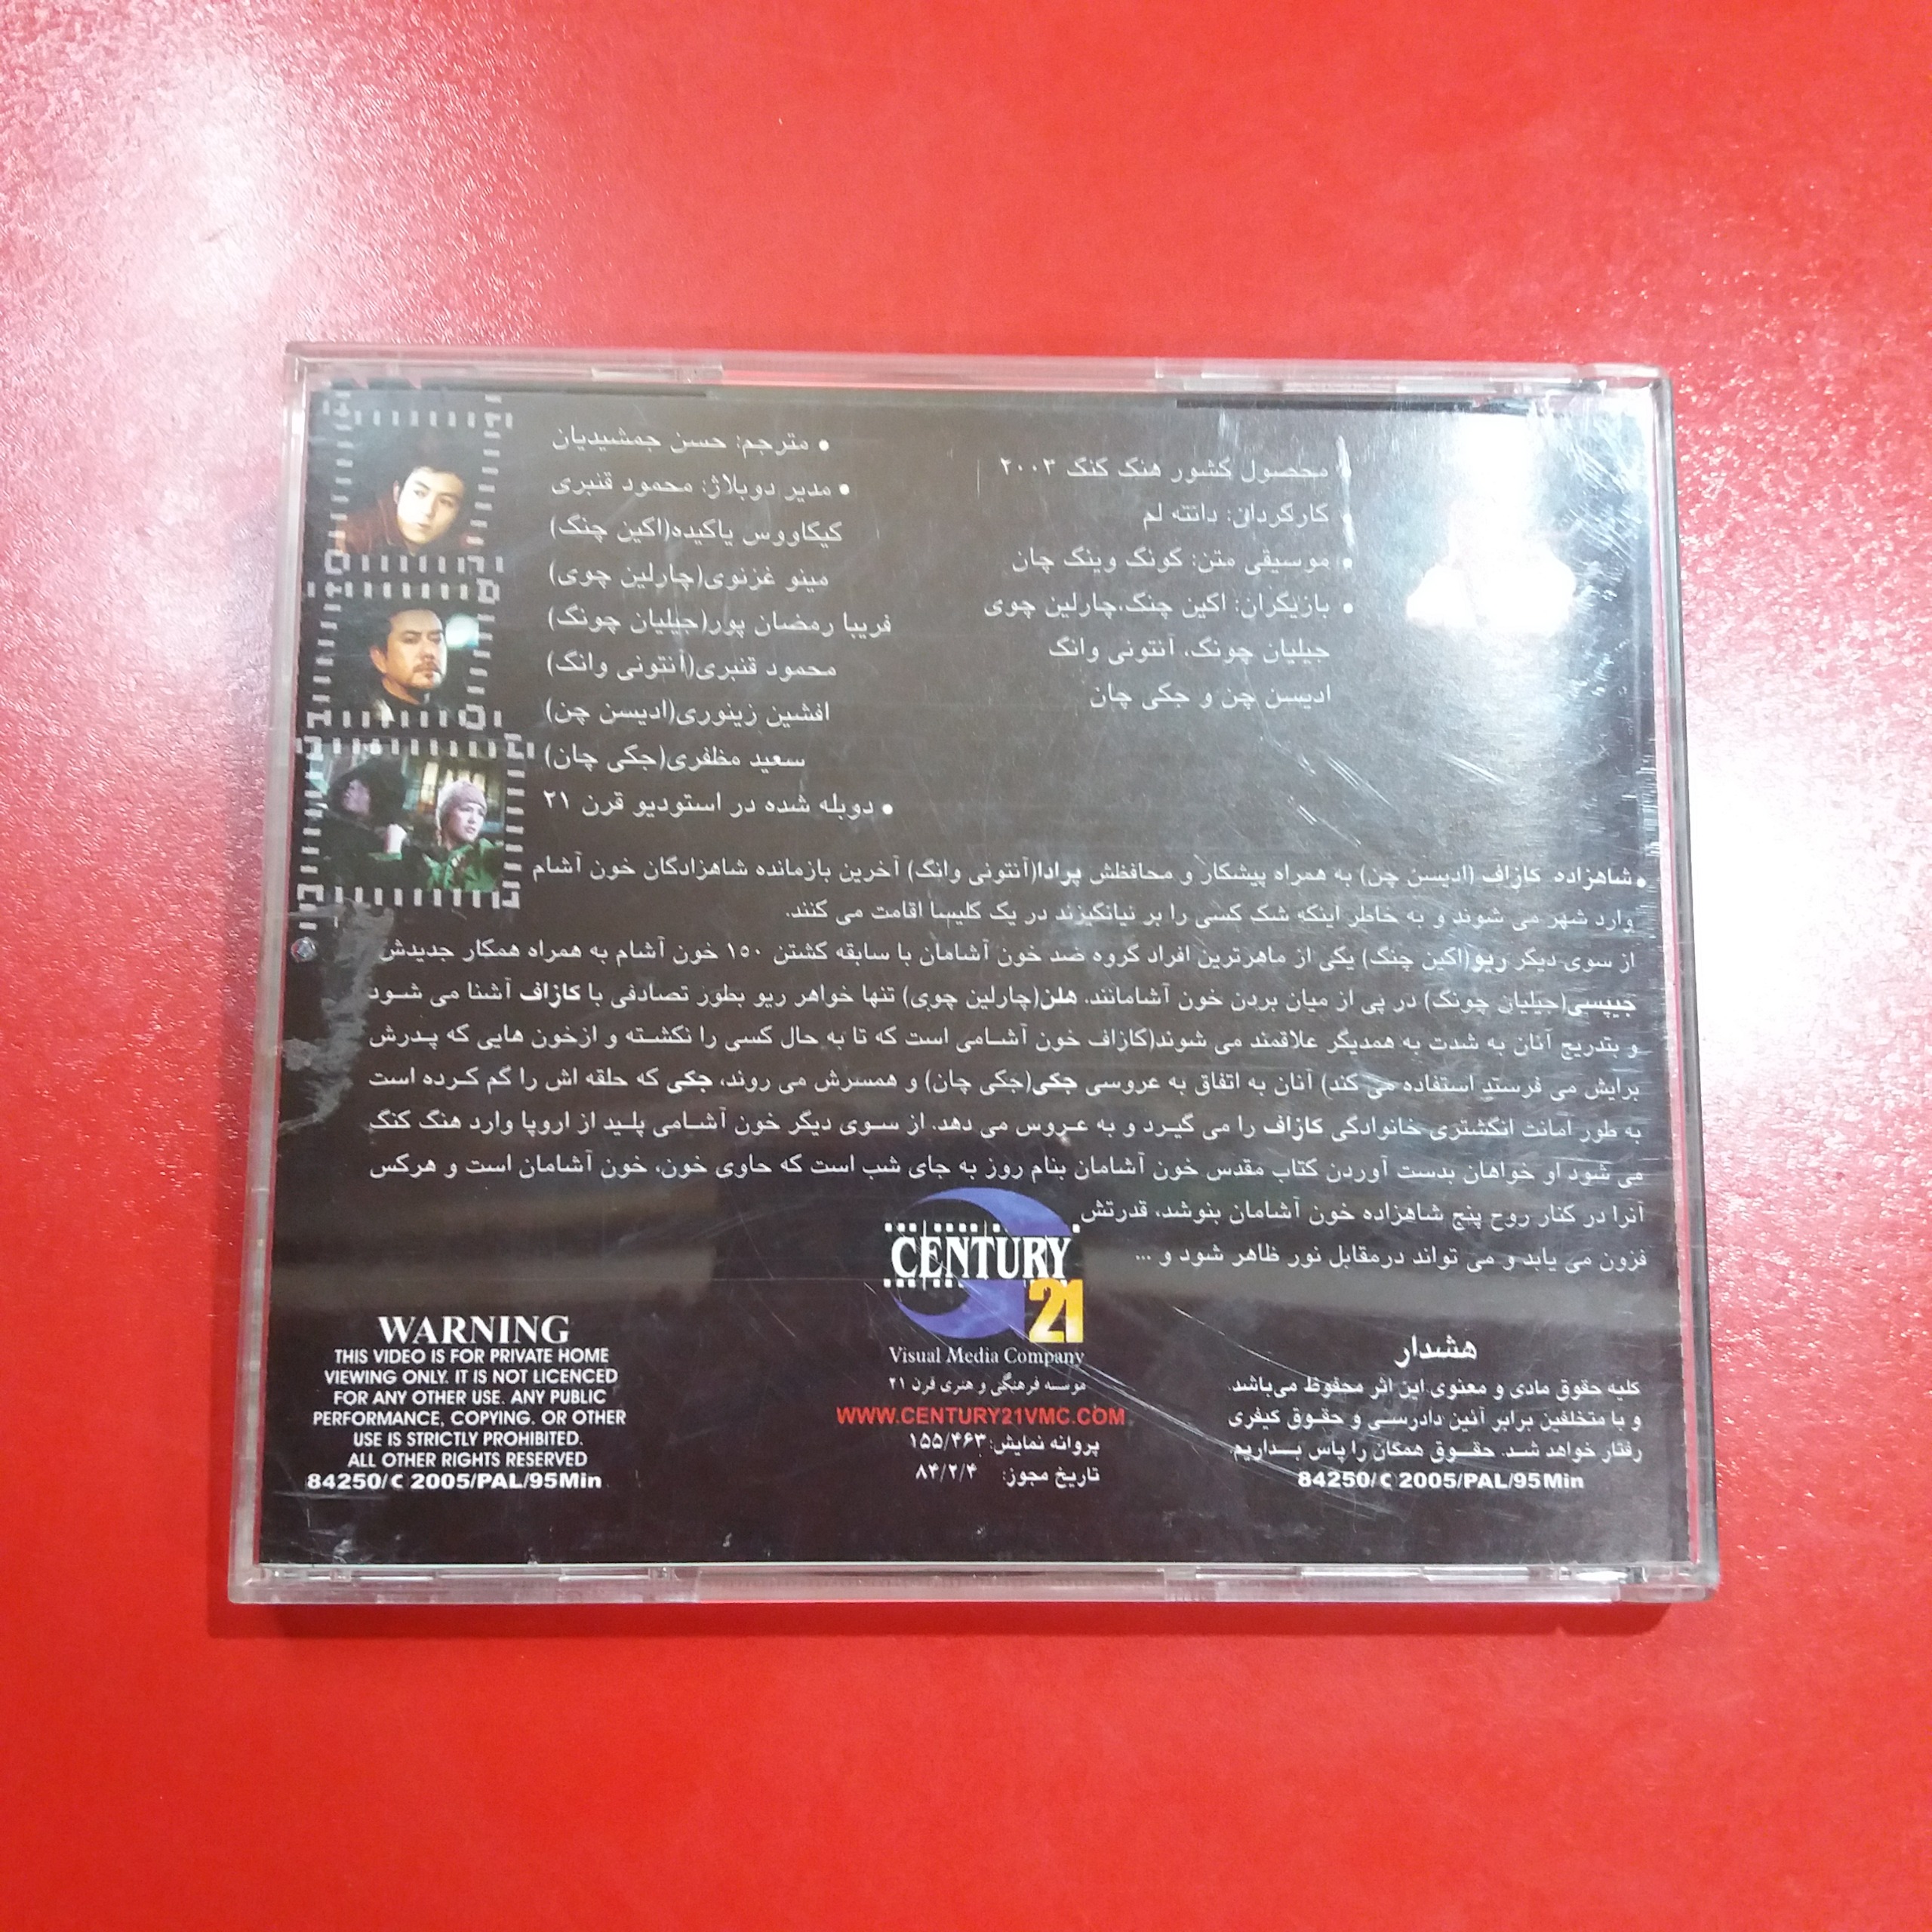 محصول کشور هنگ کنگ ۲۰۰۳
کارگردان: دانته لم
• موسیقی متن: کونگ وینگ چان
• بازیگران: اکین چنگ،چارلین چوی
جیلیان چونگ، آنتونی وانگ
ادیسن چن و جکی چان
• مترجم: حسن جمشیدیان
• مدیر دوبلاژ: محمود قنبری
کیکاووس یاکیده(اکین چنگ)
مینو غزنوی(چارلین چوی)
فریبا رمضان پور(جیلیان چونگ)
محمود قنبری(آنتونی وانگ)
افشین زینوری(ادیسن چن)
سعید مظفری(جکی چان)
• دوبله شده در استودیو قرن ۲۱
• شاهزاده کازاف (ادیسن چن) به همراه پیشکار و محافظش پرادا(آنتونی وانگ) آخرین بازمانده شاهزادگان خون آشام
وارد شهر می شوند و به خاطر اینکه شک کسی را بر نیانگیزند در یک کلیسا اقامت می کنند.
از سوی دیگر ریو(اکین چنگ) یکی از ماهرترین افراد گروه ضد خون آشامان با سابقه کشتن ۱۵۰ خون آشام به همراه همکار جدیدش
جیپسی(جیلیان چونگ) در پی از میان بردن خون آشامانند. هلن(چارلین چوی) تنها خواهر ریو بطور تصادفی با کازاف آشنا می شود
و بتدریج آنان به شدت به همدیگر علاقمند می شوند(کازاف خون آشامی است که تا به حال کسی را نکشته و ازخون هایی که پدرش
برایش می فرستد استفاده می کند) آنان به اتفاق به عروسی جکی(جکی چان) و همسرش می روند، جکی که حلقه اش را گم کرده است
به طور امانت انگشتری خانوادگی کازاف را می گیرد و به عروس می دهد. از سوی دیگر خون آشامی پلید از اروپا وارد هنگ کنگ
می شود او خواهان بدست آوردن کتاب مقدس خون آشامان بنام روز به جای شب است که حاوی خون، خون آشامان است و هرکس
آنرا در کنار روح پنج شاهزاده خون آشامان بنوشد، قدرتش
فزون می یابد و می تواند درمقابل نور ظاهر شود و ...
CENTURY
21
Visual Media Company
موسسه فرهنگی و هنری قرن ۲۱
WWW.CENTURY21VMC.COM
پروانه نمایش: ۱۵۵/۴۶۳
تاریخ مجوز: ۸۴/۲/۴
هشدار
کلیه حقوق مادی و معنوی این اثر محفوظ می‌باشد.
و با متخلفین برابر آئین دادرسی و حقوق کیفری
رفتار خواهد شد. حقوق همگان را پاس بداریم
84250/C 2005/PAL/95Min
WARNING
THIS VIDEO IS FOR PRIVATE HOME
VIEWING ONLY. IT IS NOT LICENCED
FOR ANY OTHER USE. ANY PUBLIC
PERFORMANCE, COPYING. OR OTHER
USE IS STRICTLY PROHIBITED.
ALL OTHER RIGHTS RESERVED
84250/C 2005/PAL/95Min